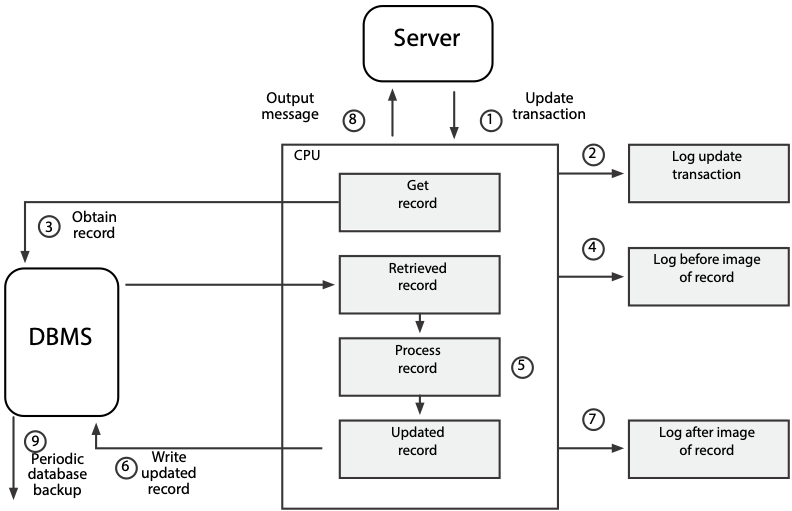 Server
Output
message
8
1
Update
transaction
CPU
2
Log update
transaction
Get
record
3
Obtain
record
4
Log before image
of record
Retrieved
record
DBMS
Process
record
5
Updated
record
7
Log after image
of record
9
Periodic
database
backup
6
Write
updated
record